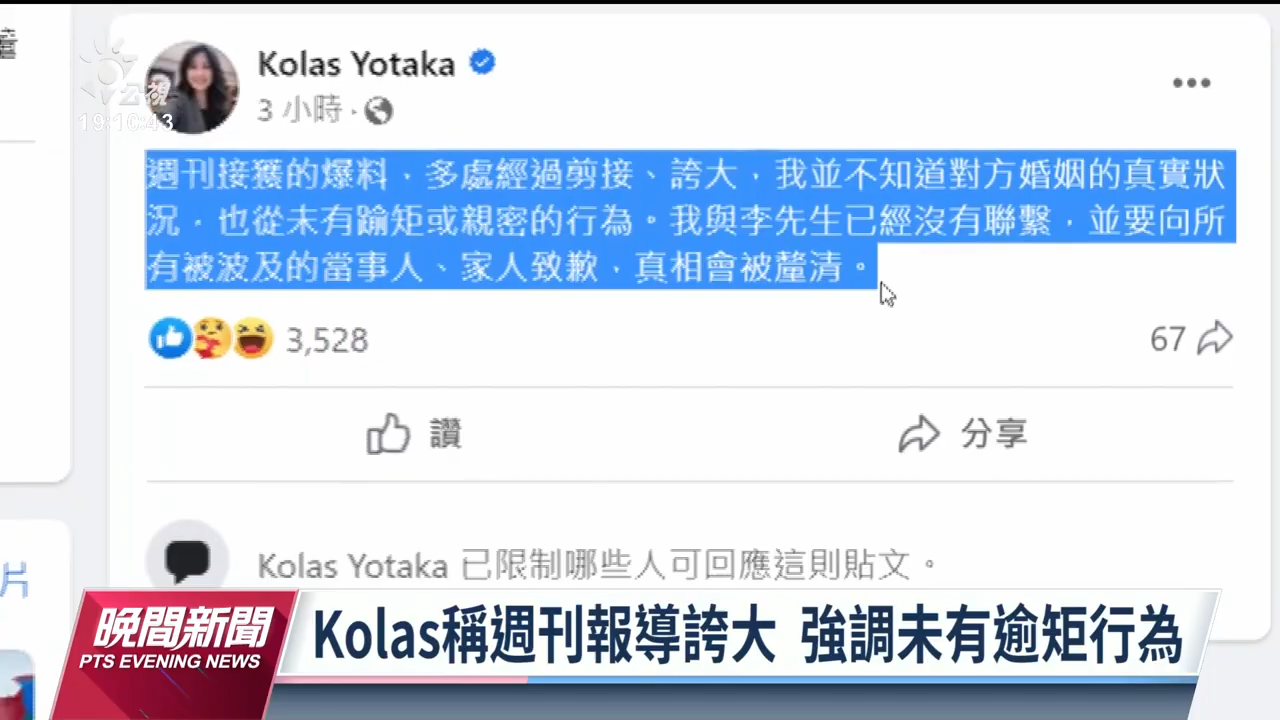 Kolas Yotaka
公視
3 小時
19:10:43
週刊接獲的爆料，多處經過剪接、誇大，我並不知道對方婚姻的真實狀
況，也從未有踰矩或親密的行為。我與李先生已經沒有聯繫，並要向所
有被波及的當事人、家人致歉，真相會被釐清。
3,528
67
讚
分享
Kolas Yotaka 已限制哪些人可回應這則貼文。
片
晚間新聞
PTS EVENING NEWS
Kolas稱週刊報導誇大 強調未有逾矩行為